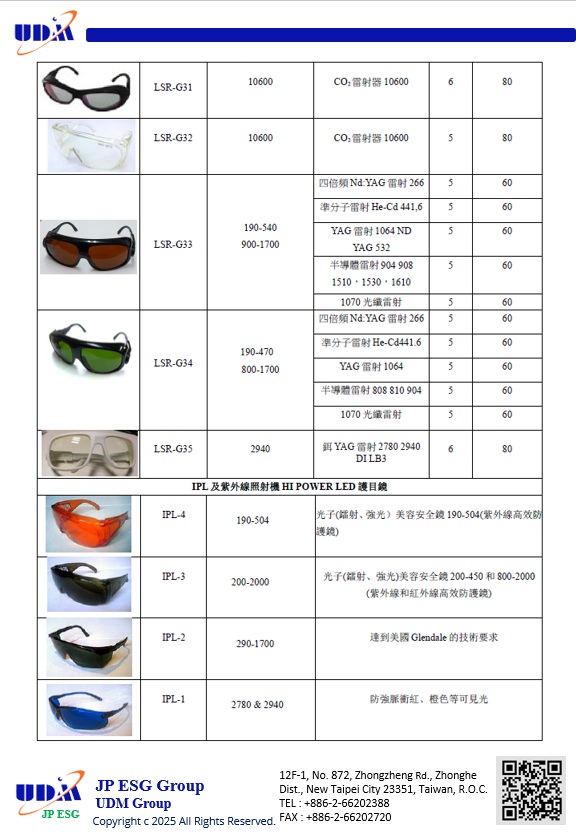 UDM
LSR-G31 10600 CO₂雷射器 10600 6 80
LSR-G32 10600 CO₂雷射器 10600 5 80
四倍頻 Nd:YAG 雷射 266 5 60
準分子雷射 He-Cd 441,6 5 60
LSR-G33 190-540
900-1700
YAG 雷射 1064 ND
YAG 532
5 60
半導體雷射 904 908
1510，1530，1610
5 60
1070 光纖雷射 5 60
四倍頻 Nd:YAG 雷射 266 5 60
準分子雷射 He-Cd441.6 5 60
LSR-G34 190-470
800-1700
YAG 雷射 1064 5 60
半導體雷射 808 810 904 5 60
1070 光纖雷射 5 60
LSR-G35 2940 鉺 YAG 雷射 2780 2940
DI LB3
6 80
IPL 及紫外線照射機 HI POWER LED 護目鏡
IPL-4 190-504 光子(鐳射、強光）美容安全鏡 190-504(紫外線高效防
護鏡)
IPL-3 200-2000 光子(鐳射、強光)美容安全鏡 200-450 和 800-2000
(紫外線和紅外線高效防護鏡)
IPL-2 290-1700 達到美國 Glendale 的技術要求
IPL-1 2780 & 2940 防強脈衝紅、橙色等可見光
UDM
JP ESG
JP ESG Group
UDM Group
Copyright c 2025 All Rights Reserved.
12F-1, No. 872, Zhongzheng Rd., Zhonghe
Dist., New Taipei City 23351, Taiwan, R.O.C.
TEL : +886-2-66202388
FAX : +886-2-66202720